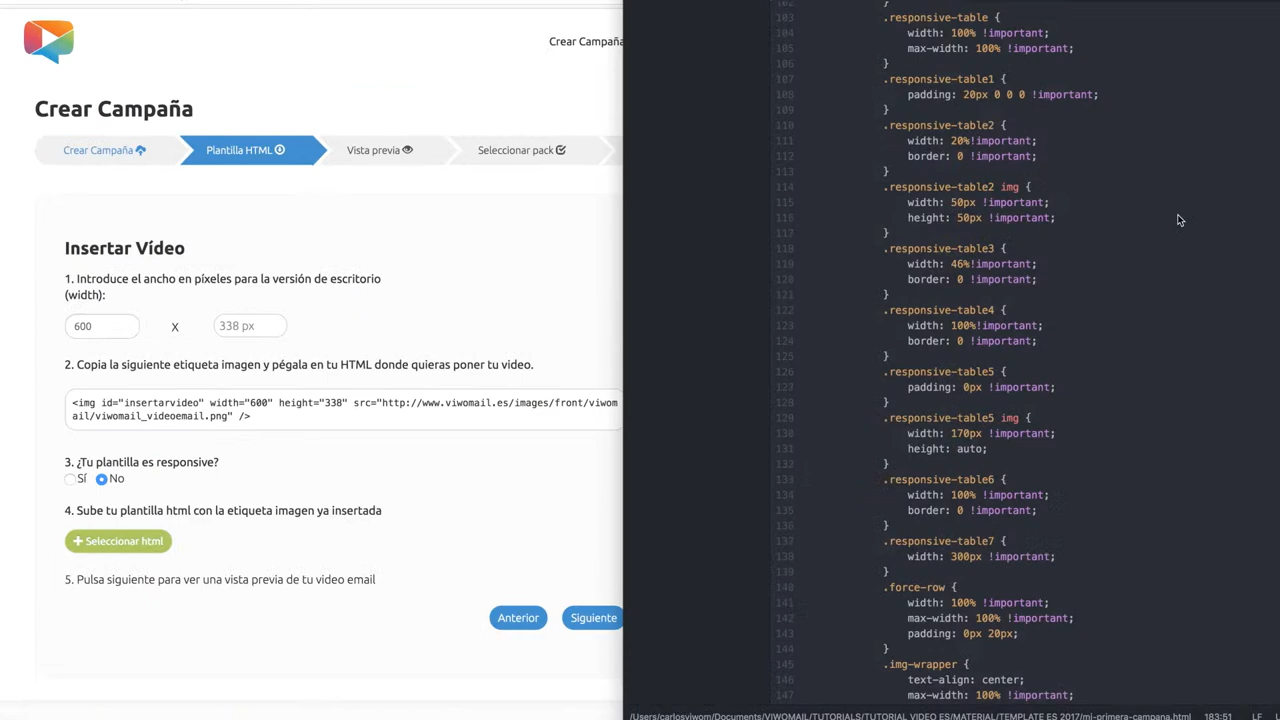 Crear Campaña
Crear Campaña
Crear Campaña
Plantilla HTML
Vista previa
Seleccionar pack
Insertar Vídeo
1. Introduce el ancho en píxeles para la versión de escritorio
(width):
600
X
338 px
2. Copia la siguiente etiqueta imagen y pégala en tu HTML donde quieras poner tu video.
<img id="insertarvideo" width="600" height="338" src="http://www.viwomail.es/images/front/viwom
ail/viwomail_videoemail.png" />
3. ¿Tu plantilla es responsive?
Sí
No
4. Sube tu plantilla html con la etiqueta imagen ya insertada
+ Seleccionar html
5. Pulsa siguiente para ver una vista previa de tu video email
Anterior
Siguiente
102 }
103 .responsive-table {
104 width: 100% !important;
105 max-width: 100% !important;
106 }
107 .responsive-table1 {
108 padding: 20px 0 0 0 !important;
109 }
110 .responsive-table2 {
111 width: 20%!important;
112 border: 0 !important;
113 }
114 .responsive-table2 img {
115 width: 50px !important;
116 height: 50px !important;
117 }
118 .responsive-table3 {
119 width: 46%!important;
120 border: 0 !important;
121 }
122 .responsive-table4 {
123 width: 100%!important;
124 border: 0 !important;
125 }
126 .responsive-table5 {
127 padding: 0px !important;
128 }
129 .responsive-table5 img {
130 width: 170px !important;
131 height: auto;
132 }
133 .responsive-table6 {
134 width: 100% !important;
135 border: 0 !important;
136 }
137 .responsive-table7 {
138 width: 300px !important;
139 }
140 .force-row {
141 width: 100% !important;
142 max-width: 100% !important;
143 padding: 0px 20px;
144 }
145 .img-wrapper {
146 text-align: center;
147 max-width: 100% !important;
/Users/carlosviwom/Documents/VIWOMAIL/TUTORIALS/TUTORIAL VIDEO ES/MATERIAL/TEMPLATE ES 2017/mi-primera-campana.html 183:51 LF